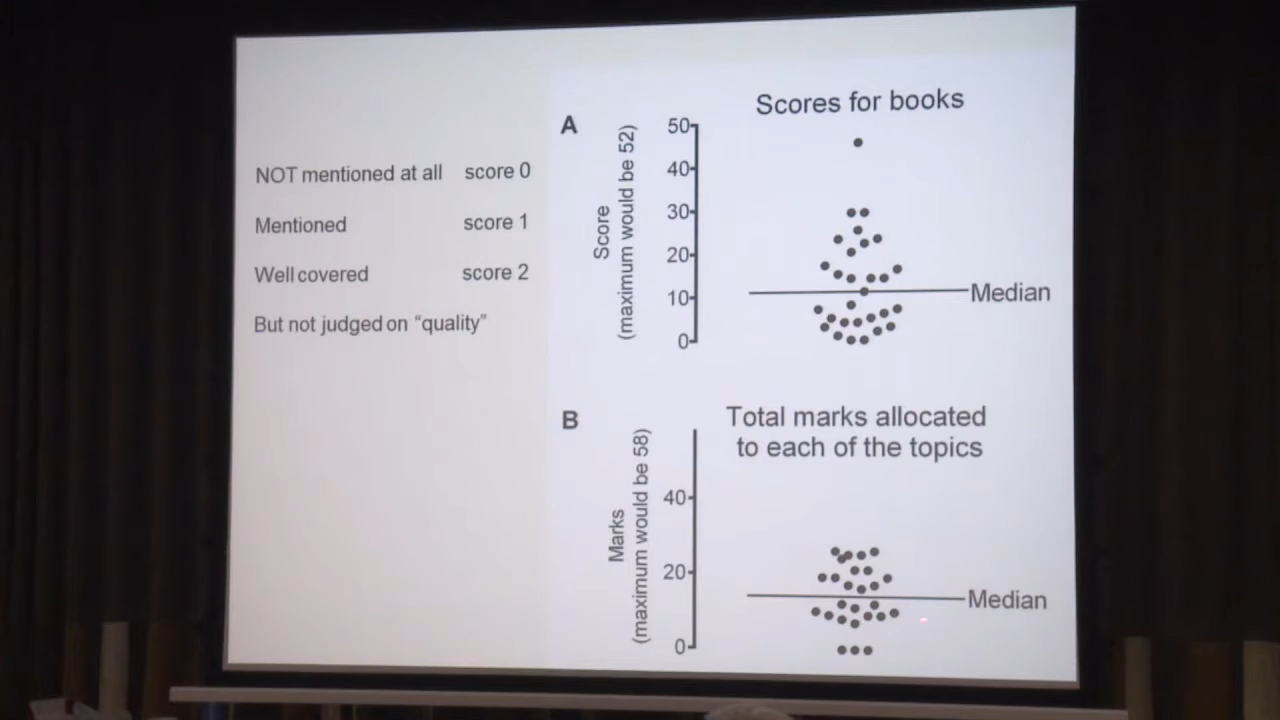 NOT mentioned at all score 0
Mentioned score 1
Well covered score 2
But not judged on “quality”
A
Scores for books
Score
(maximum would be 52)
50
40
30
20
10
0
Median
B
Total marks allocated
to each of the topics
Marks
(maximum would be 58)
40
20
0
Median